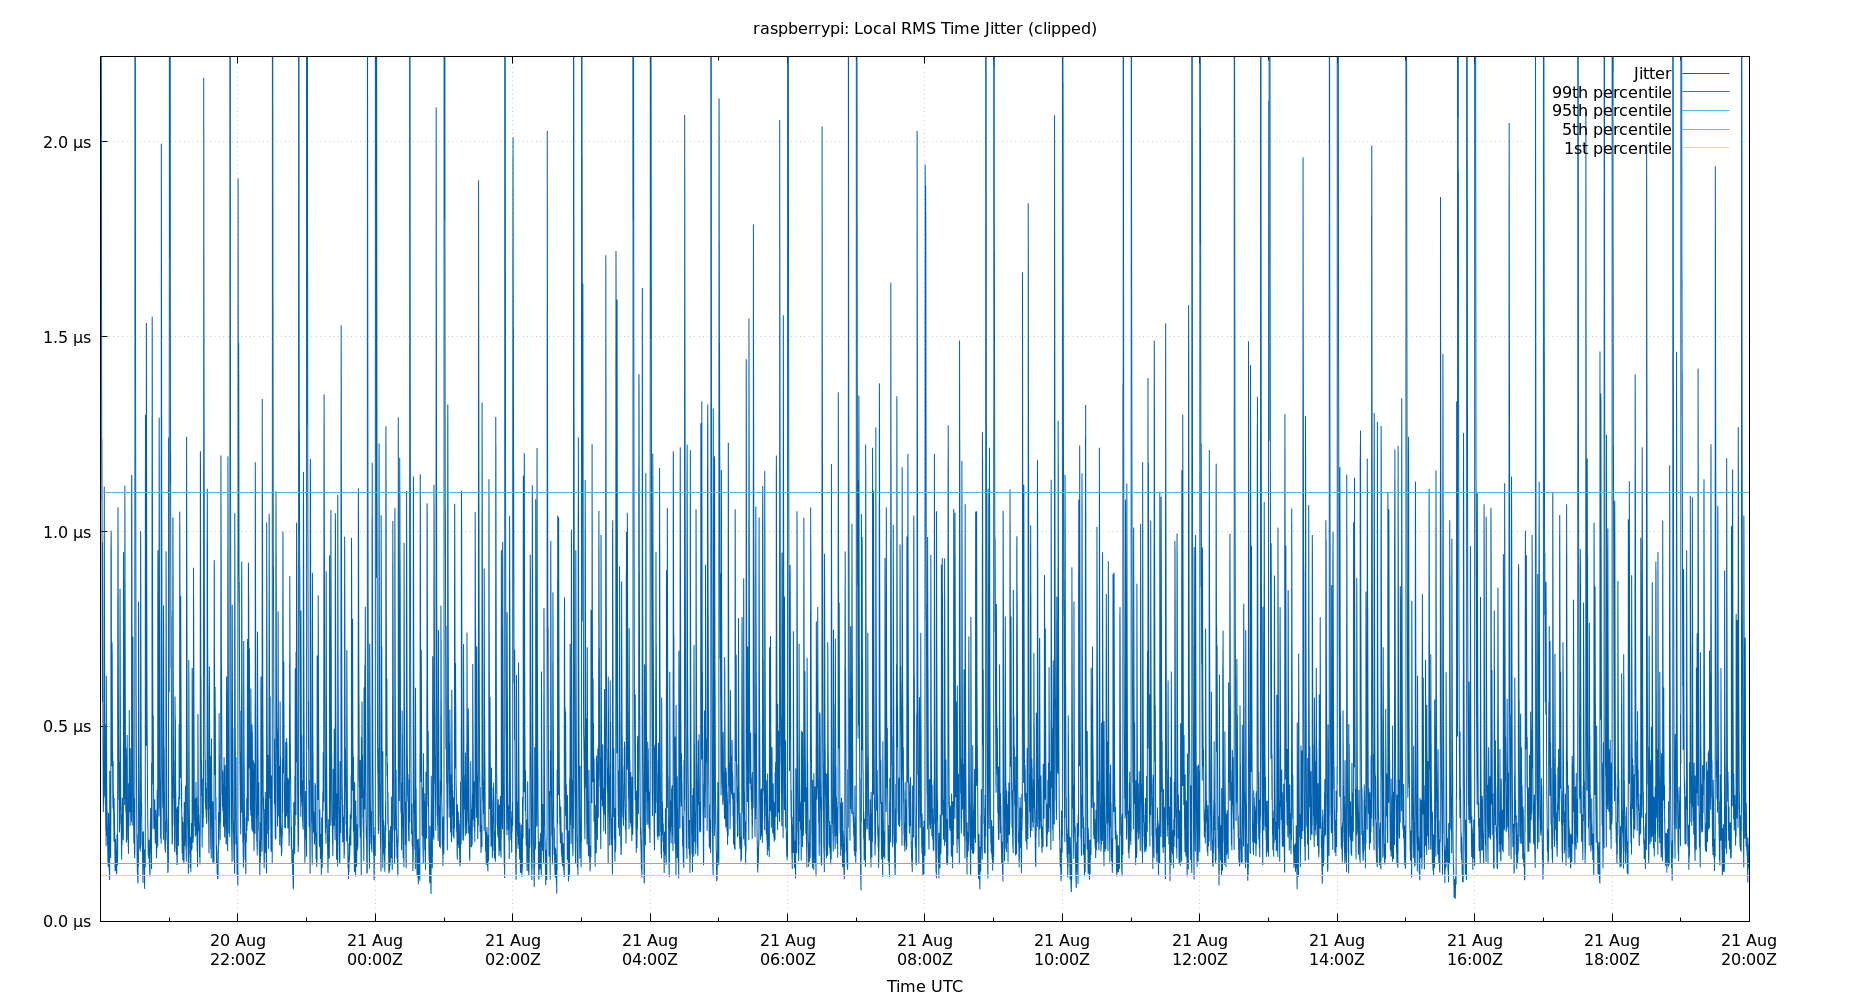 raspberrypi: Local RMS Time Jitter (clipped)
Jitter
99th percentile
95th percentile
5th percentile
1st percentile
2.0 µs
1.5 µs
1.0 µs
0.5 µs
0.0 µs
20 Aug 21 Aug 21 Aug 21 Aug 21 Aug 21 Aug 21 Aug 21 Aug 21 Aug 21 Aug 21 Aug 21 Aug
22:00Z 00:00Z 02:00Z 04:00Z 06:00Z 08:00Z 10:00Z 12:00Z 14:00Z 16:00Z 18:00Z 20:00Z
Time UTC